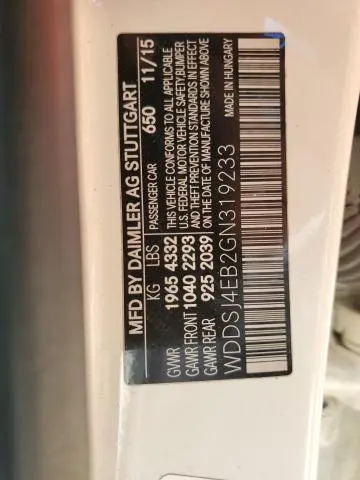 MFD BY DAIMLER AG STUTTGART
KG LBS PASSENGER CAR 650 11/15
GVWR 1965 4332
GAWR FRONT 1040 2293
GAWR REAR 925 2039
THIS VEHICLE CONFORMS TO ALL APPLICABLE
U.S. FEDERAL MOTOR VEHICLE SAFETY, BUMPER
AND THEFT PREVENTION STANDARDS IN EFFECT
ON THE DATE OF MANUFACTURE SHOWN ABOVE
WDDSJ4EB2GN319233 MADE IN HUNGARY